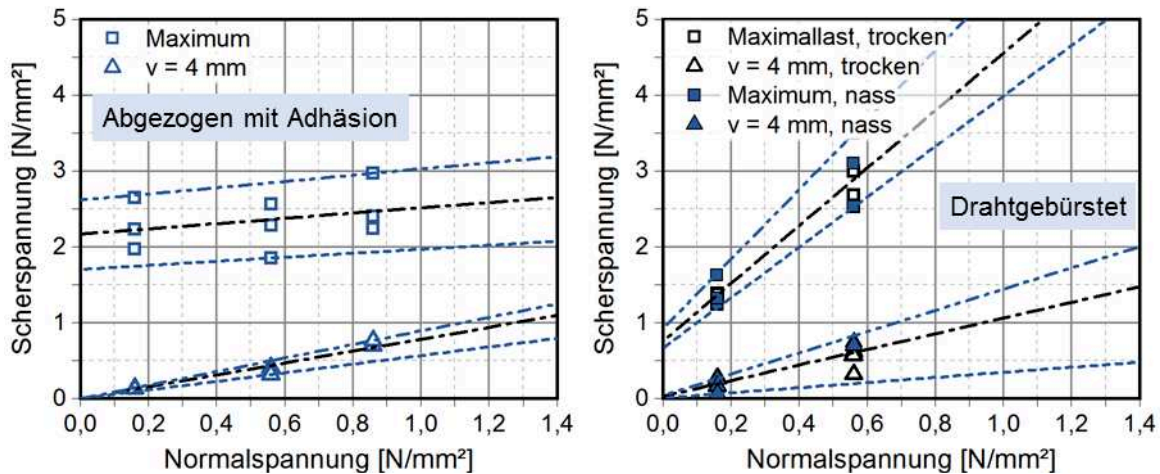 5
4
3
2
1
0
Scherspannung [N/mm²]
Maximum
v = 4 mm
Abgezogen mit Adhäsion
0,0 0,2 0,4 0,6 0,8 1,0 1,2 1,4
Normalspannung [N/mm²]
5
4
3
2
1
0
Scherspannung [N/mm²]
Maximallast, trocken
v = 4 mm, trocken
Maximum, nass
v = 4 mm, nass
Drahtgebürstet
0,0 0,2 0,4 0,6 0,8 1,0 1,2 1,4
Normalspannung [N/mm²]